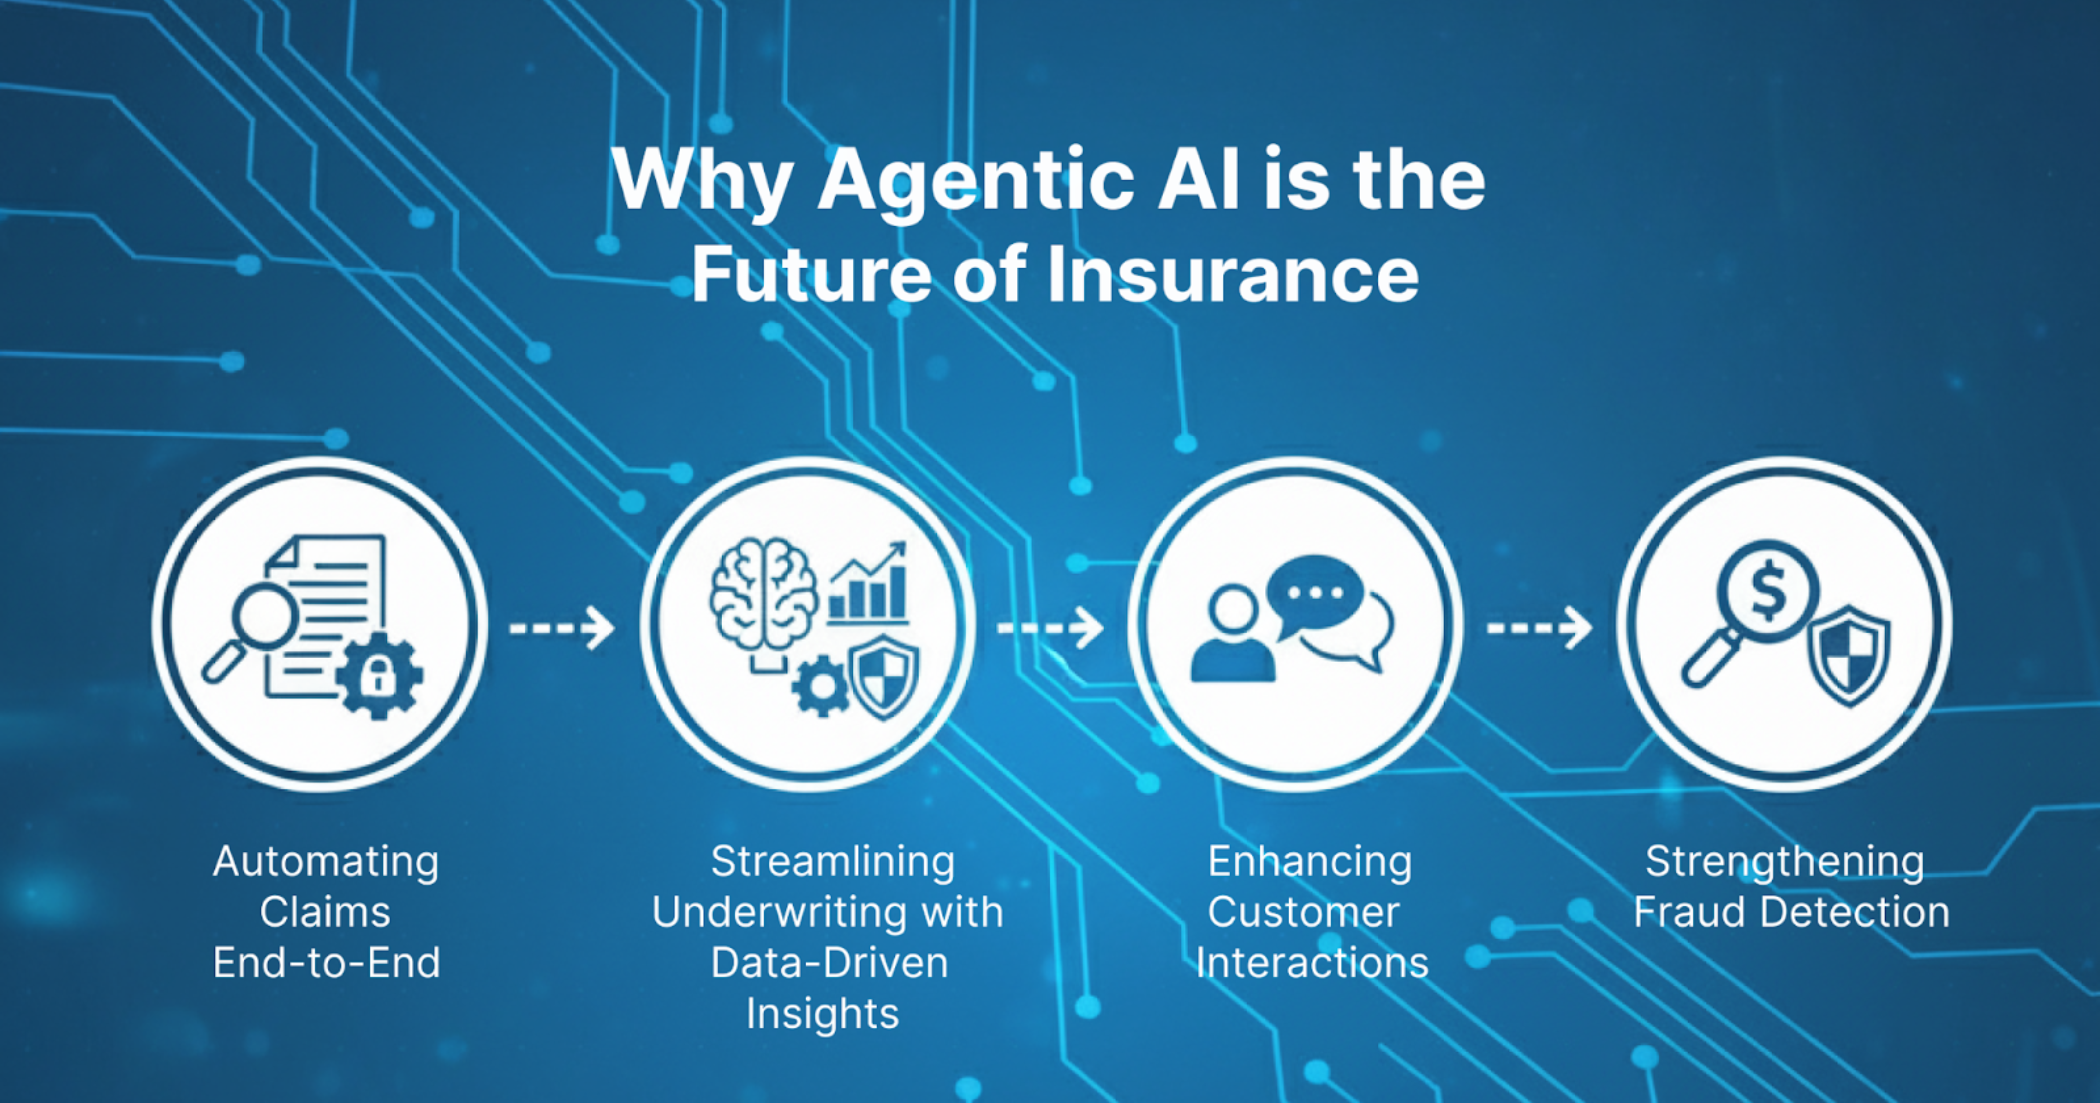 Why Agentic AI is the
Future of Insurance
$
Automating
Claims
End-to-End
Streamlining
Underwriting with
Data-Driven
Insights
Enhancing
Customer
Interactions
Strengthening
Fraud Detection